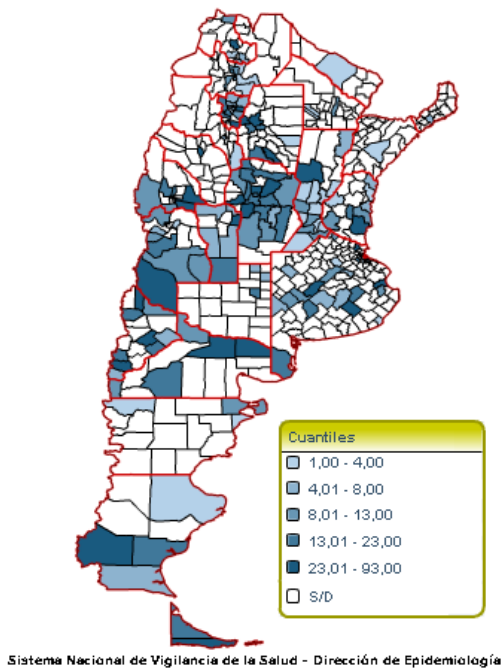 Cuantiles
1,00 - 4,00
4,01 - 8,00
8,01 - 13,00
13,01 - 23,00
23,01 - 93,00
S/D
Sistema Nacional de Vigilancia de la Salud - Dirección de Epidemiología